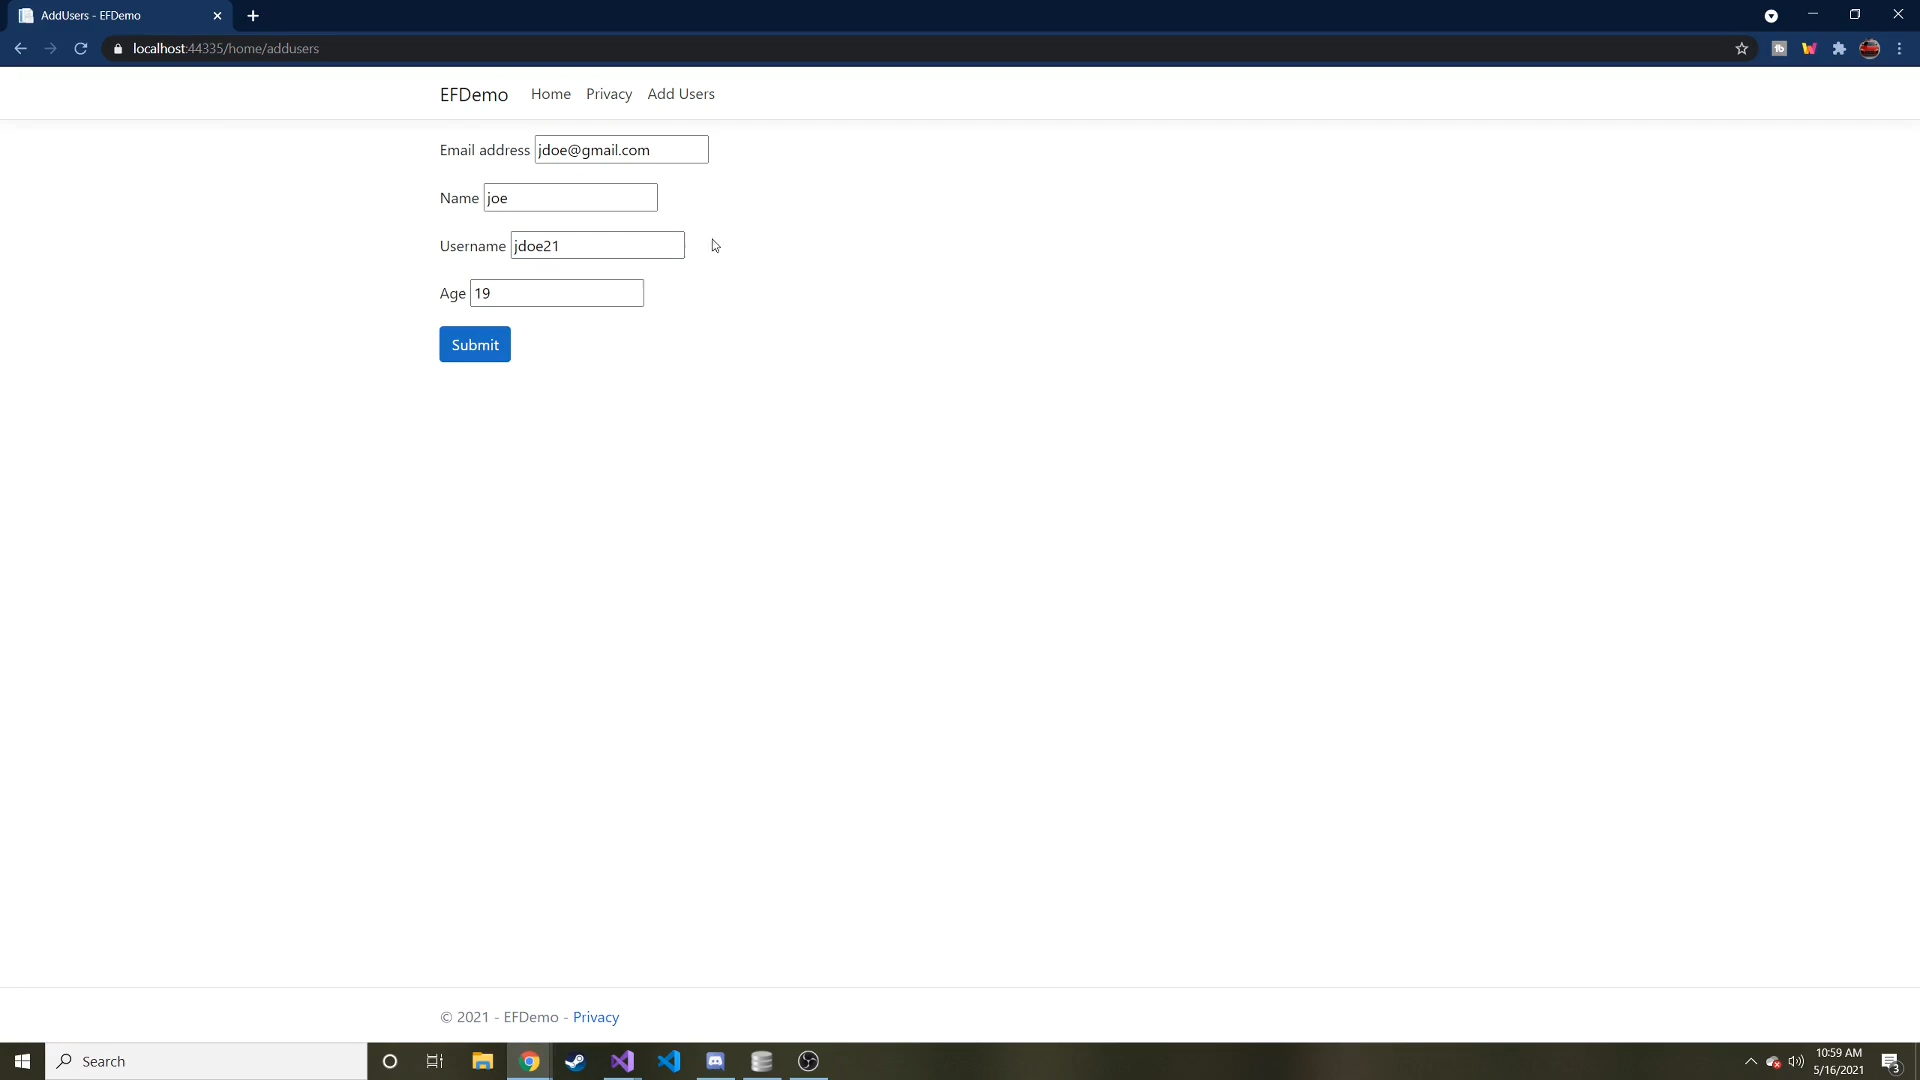 AddUsers - EFDemo
localhost:44335/home/addusers
EFDemo Home Privacy Add Users
Email address jdoe@gmail.com
Name joe
Username jdoe21
Age 19
Submit
© 2021 - EFDemo - Privacy
Search
10:59 AM
5/16/2021
3